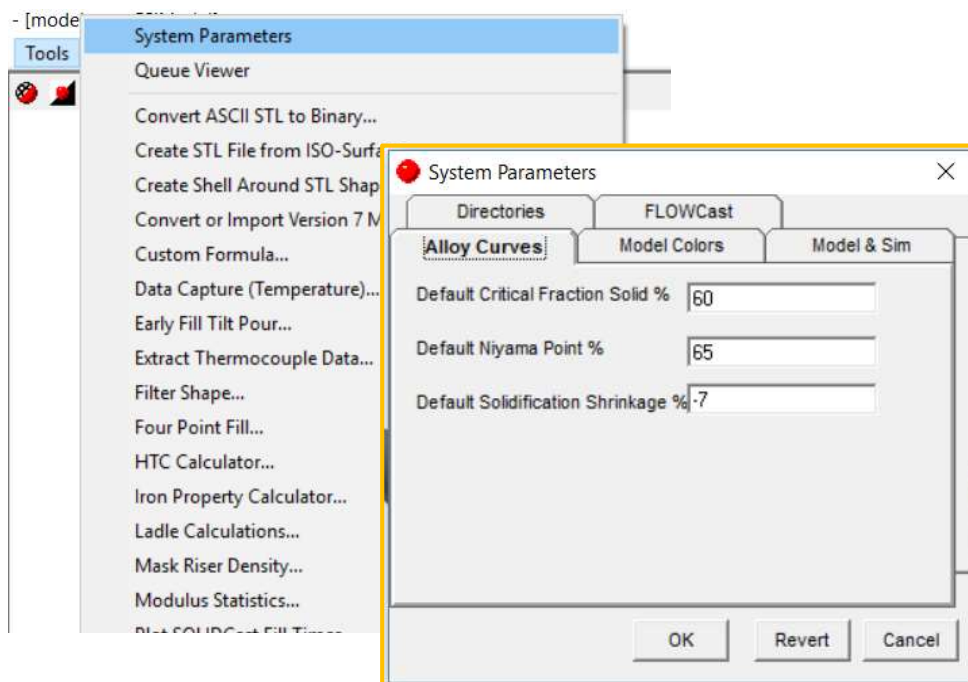 - [mode
Tools
System Parameters
Queue Viewer
Convert ASCII STL to Binary...
Create STL File from ISO-Surfa
Create Shell Around STL Shap
Convert or Import Version 7 M
Custom Formula...
Data Capture (Temperature)...
Early Fill Tilt Pour...
Extract Thermocouple Data...
Filter Shape...
Four Point Fill...
HTC Calculator...
Iron Property Calculator...
Ladle Calculations...
Mask Riser Density...
Modulus Statistics...
System Parameters
Directories FLOWCast
Alloy Curves Model Colors Model & Sim
Default Critical Fraction Solid % 60
Default Niyama Point % 65
Default Solidification Shrinkage % -7
OK Revert Cancel